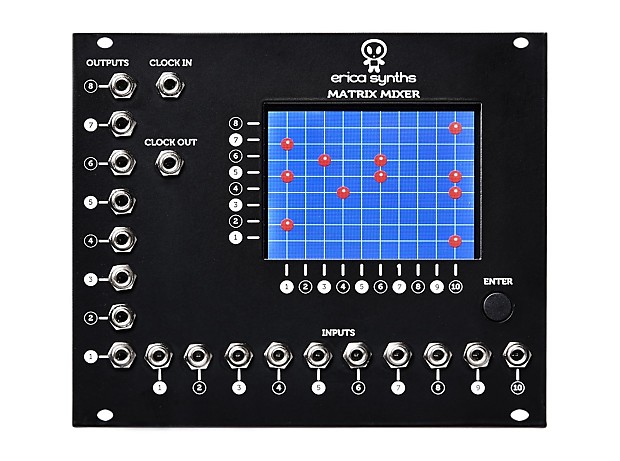 OUTPUTS
CLOCK IN
8
7
CLOCK OUT
6
5
4
3
2
1
erica synths
MATRIX MIXER
8
7
6
5
4
3
2
1
1 2 3 4 5 6 7 8 9 10
ENTER
INPUTS
1 2 3 4 5 6 7 8 9 10